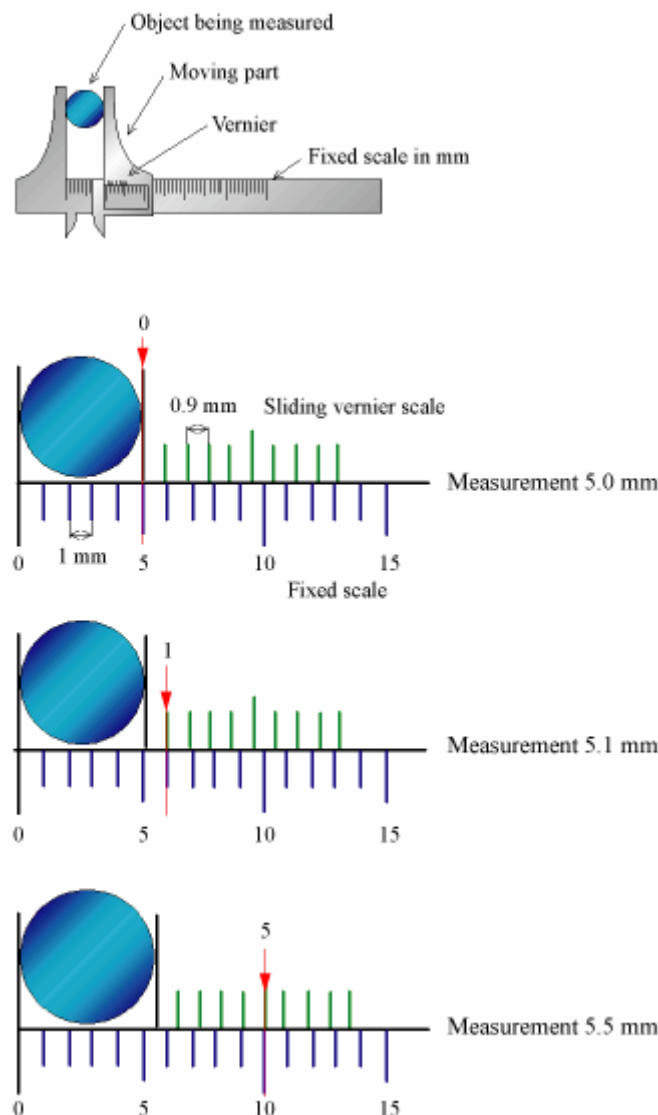 Object being measured
Moving part
Vernier
Fixed scale in mm
0
0.9 mm
Sliding vernier scale
Measurement 5.0 mm
0
1 mm
5
10
15
Fixed scale
1
Measurement 5.1 mm
0
5
10
15
5
Measurement 5.5 mm
0
5
10
15